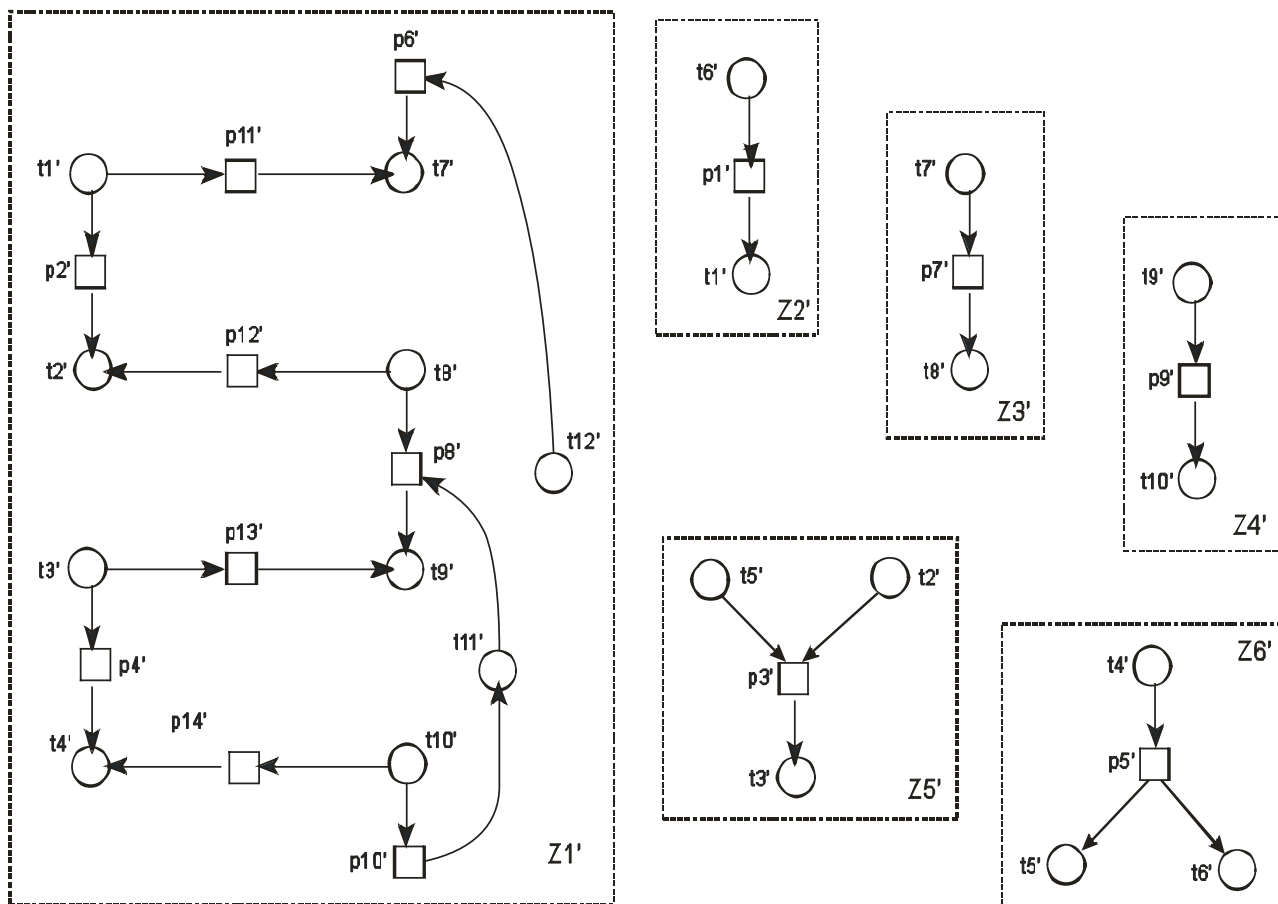 p6'
p11'
t1'
t7'
p2'
p12'
t2'
t8'
p8'
t12'
p13'
t3'
t9'
p4'
t11'
p14'
t4'
t10'
p10'
Z1'
t6'
p1'
t1'
Z2'
t7'
p7'
t8'
Z3'
t9'
p9'
t10'
Z4'
t5'
t2'
p3'
t3'
Z5'
Z6'
t4'
p5'
t5'
t6'